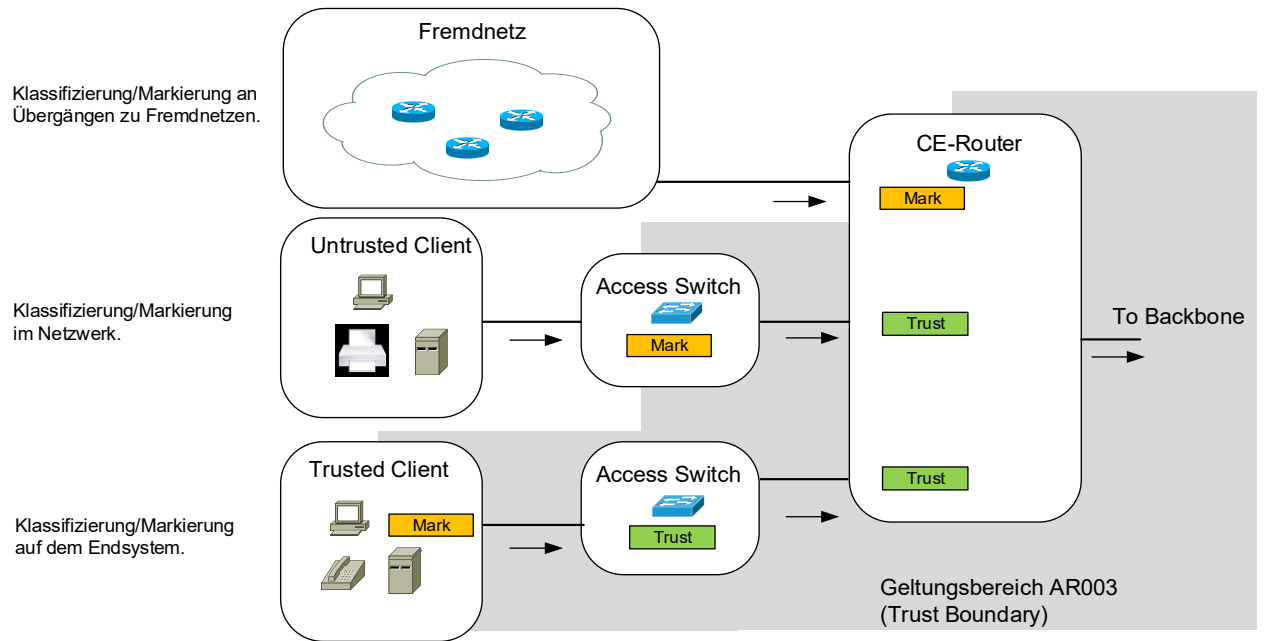 Fremdnetz
Klassifizierung/Markierung an
Übergängen zu Fremdnetzen.
CE-Router
Mark
Untrusted Client
Access Switch
Klassifizierung/Markierung
im Netzwerk.
Mark
Trust
To Backbone
Trusted Client
Access Switch
Trust
Klassifizierung/Markierung
auf dem Endsystem.
Mark
Trust
Geltungsbereich AR003
(Trust Boundary)